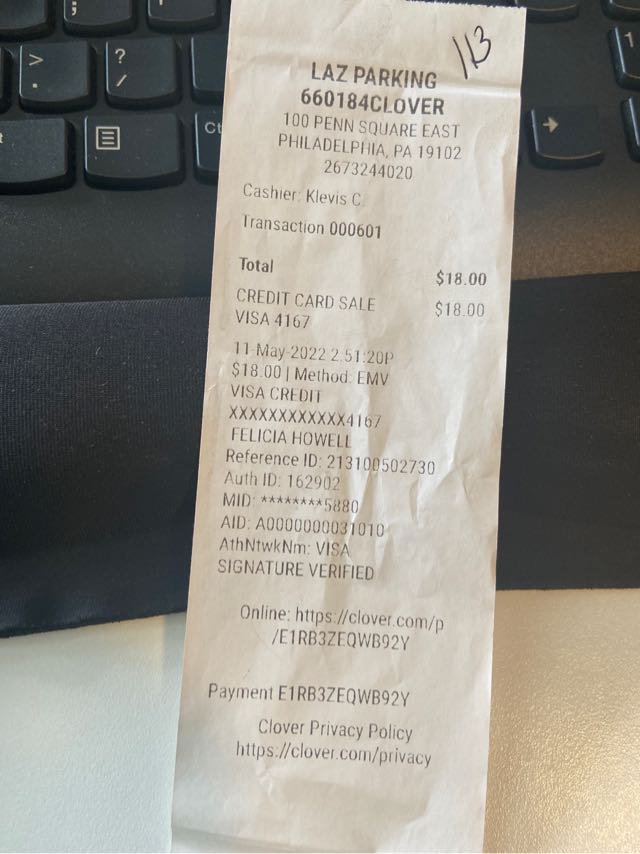 113
LAZ PARKING
660184CLOVER
100 PENN SQUARE EAST
PHILADELPHIA, PA 19102
2673244020
Cashier: Klevis C.
Transaction 000601
Total $18.00
CREDIT CARD SALE $18.00
VISA 4167
11-May-2022 2:51:20P
$18.00 | Method: EMV
VISA CREDIT
XXXXXXXXXXXX4167
FELICIA HOWELL
Reference ID: 213100502730
Auth ID: 162902
MID: ********5880
AID: A0000000031010
AthNtwkNm: VISA
SIGNATURE VERIFIED
Online: https://clover.com/p
/E1RB3ZEQWB92Y
Payment E1RB3ZEQWB92Y
Clover Privacy Policy
https://clover.com/privacy